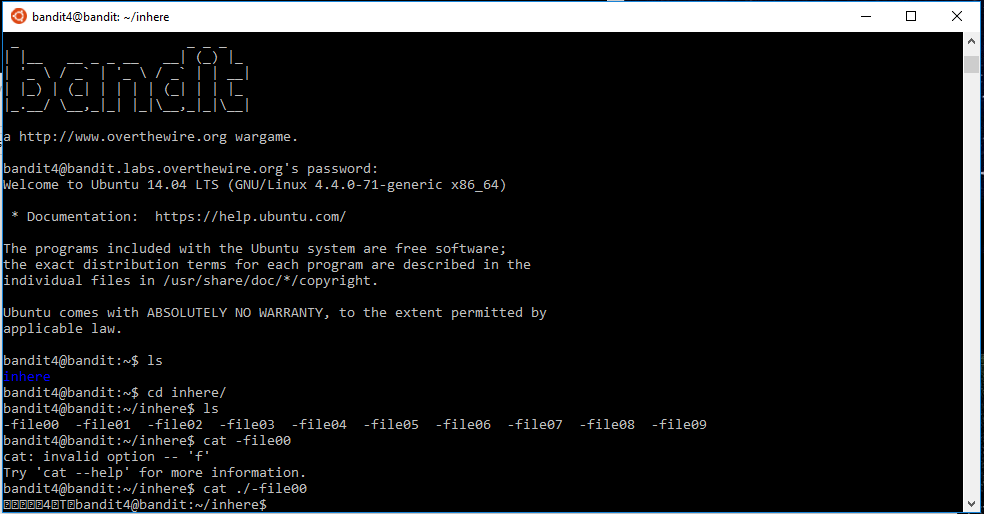 bandit4@bandit: ~/inhere
bandit
a http://www.overthewire.org wargame.
bandit4@bandit.labs.overthewire.org's password:
Welcome to Ubuntu 14.04 LTS (GNU/Linux 4.4.0-71-generic x86_64)
* Documentation:  https://help.ubuntu.com/
The programs included with the Ubuntu system are free software;
the exact distribution terms for each program are described in the
individual files in /usr/share/doc/*/copyright.
Ubuntu comes with ABSOLUTELY NO WARRANTY, to the extent permitted by
applicable law.
bandit4@bandit:~$ ls
inhere
bandit4@bandit:~$ cd inhere/
bandit4@bandit:~/inhere$ ls
-file00  -file01  -file02  -file03  -file04  -file05  -file06  -file07  -file08  -file09
bandit4@bandit:~/inhere$ cat -file00
cat: invalid option -- 'f'
Try 'cat --help' for more information.
bandit4@bandit:~/inhere$ cat ./-file00
�����4�T�bandit4@bandit:~/inhere$